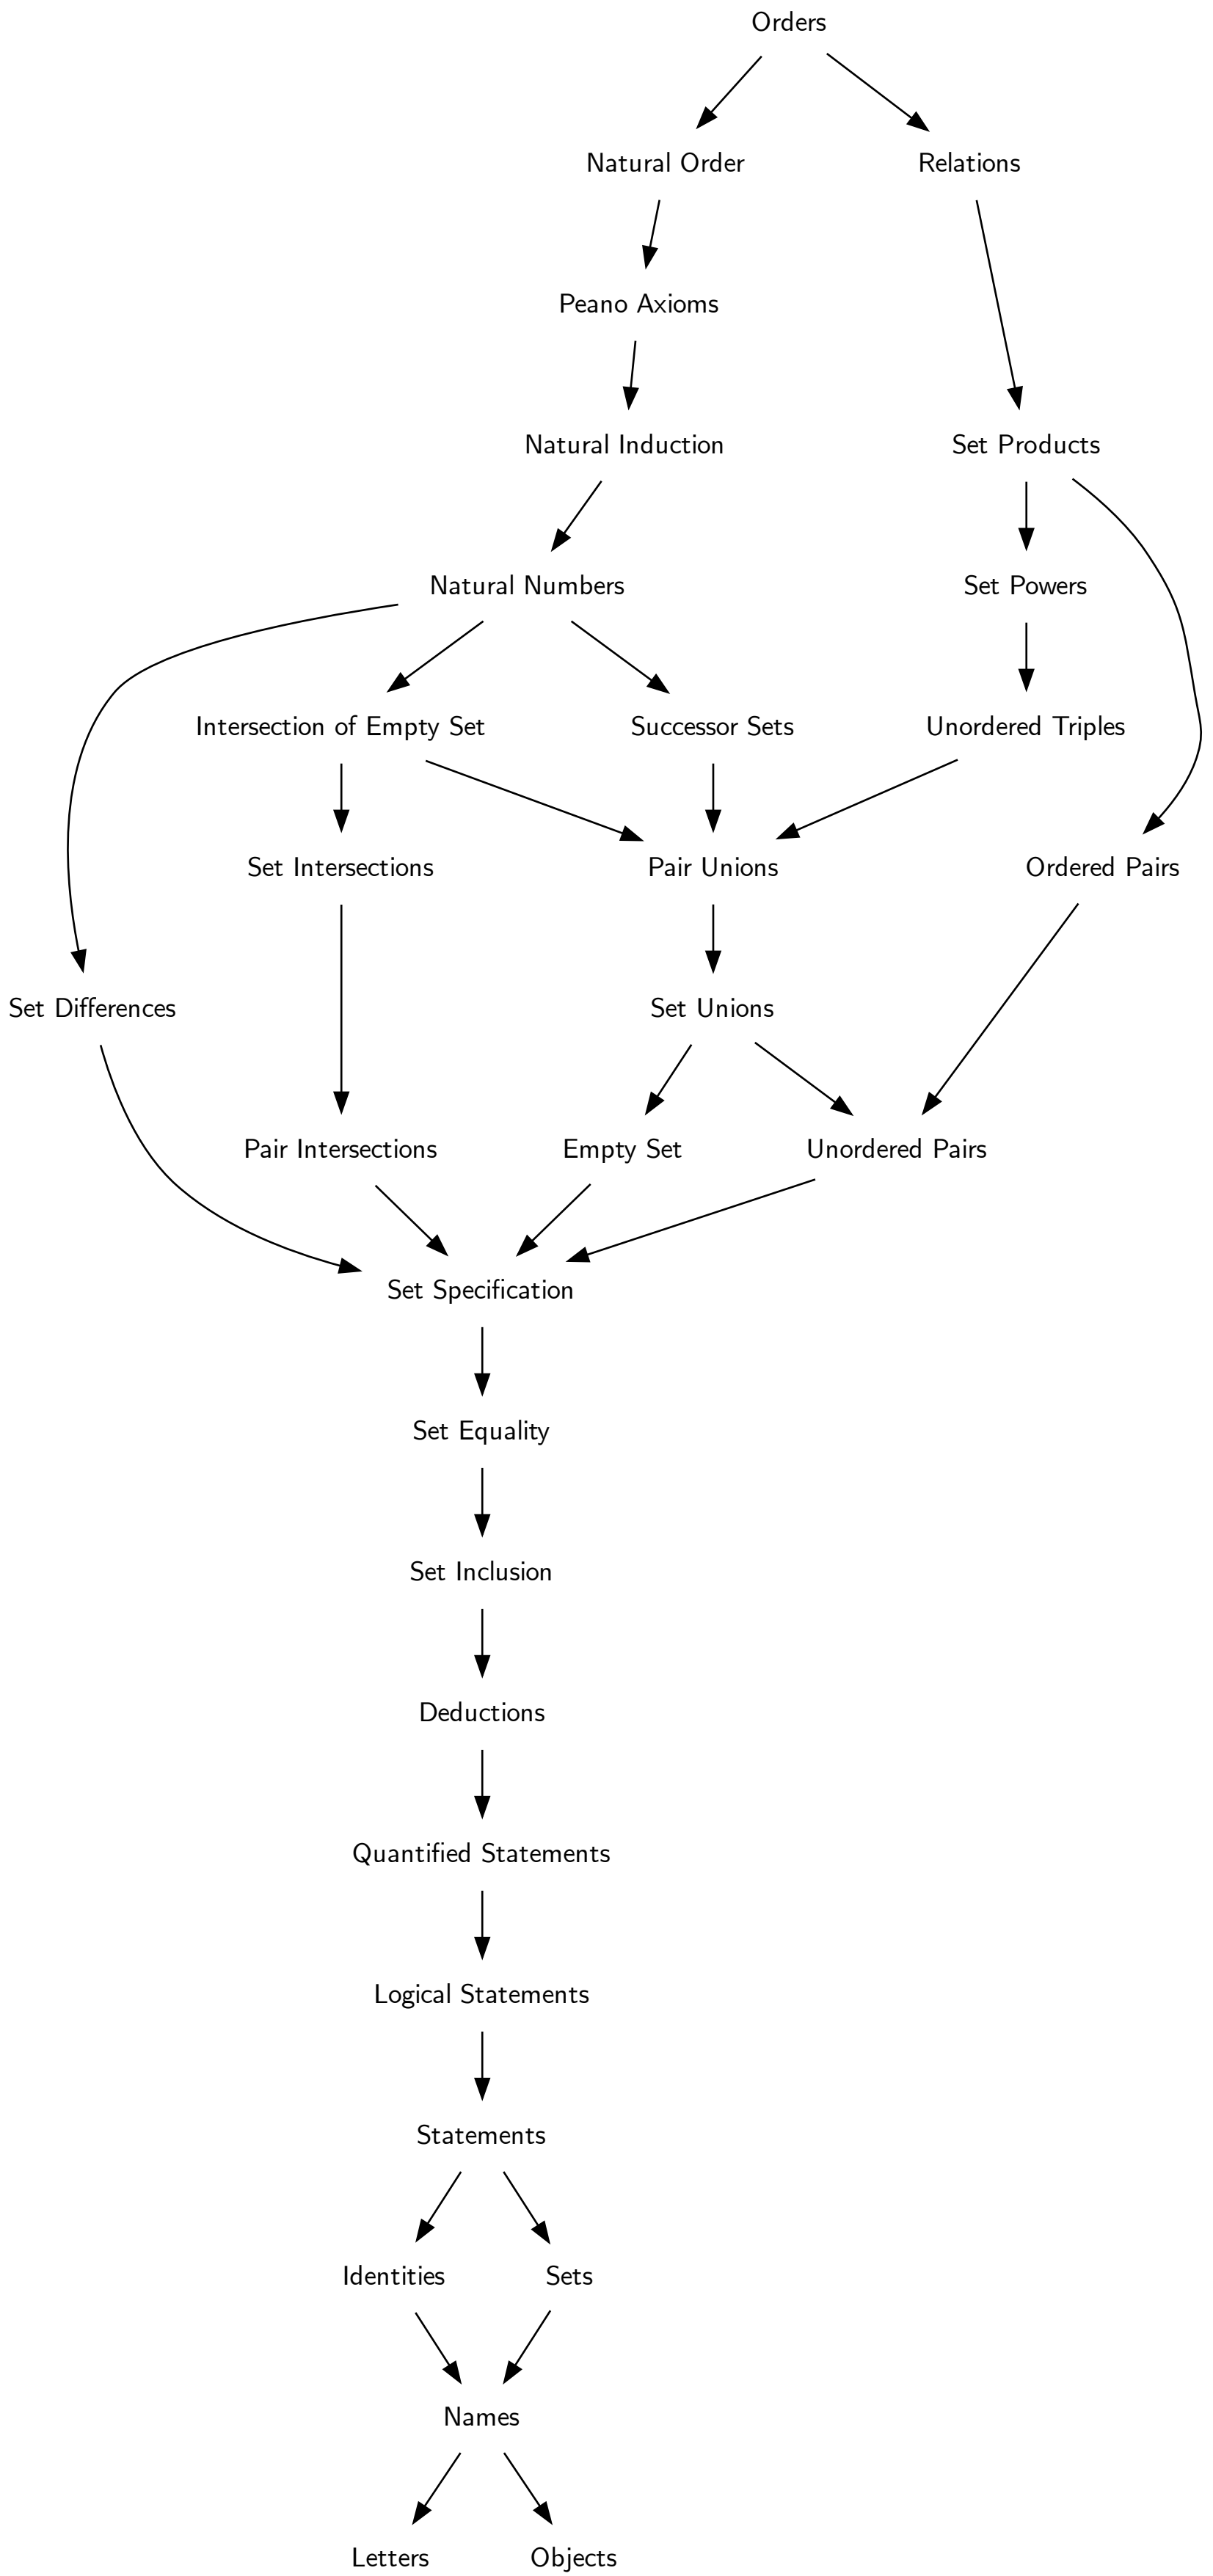 Orders
Natural Order
Relations
Peano Axioms
Natural Induction
Set Products
Natural Numbers
Set Powers
Intersection of Empty Set
Successor Sets
Unordered Triples
Set Intersections
Pair Unions
Ordered Pairs
Set Differences
Set Unions
Pair Intersections
Empty Set
Unordered Pairs
Set Specification
Set Equality
Set Inclusion
Deductions
Quantified Statements
Logical Statements
Statements
Identities
Sets
Names
Letters
Objects